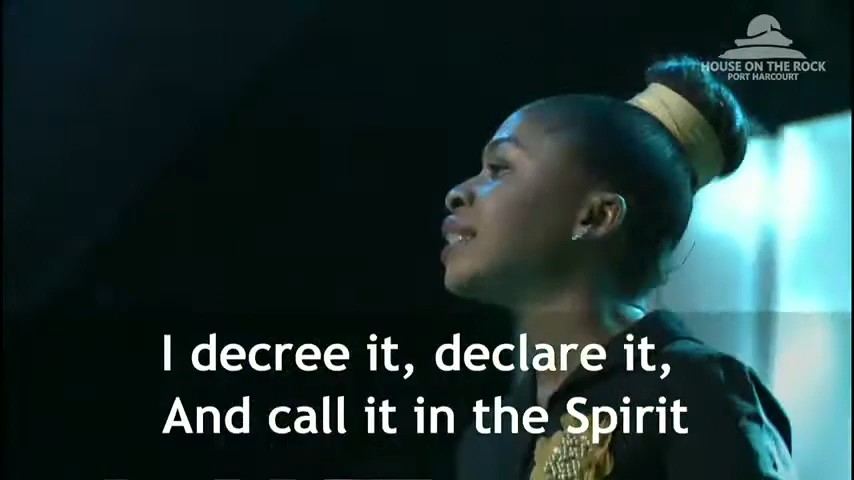 HOUSE ON THE ROCK
PORT HARCOURT
I decree it, declare it,
And call it in the Spirit